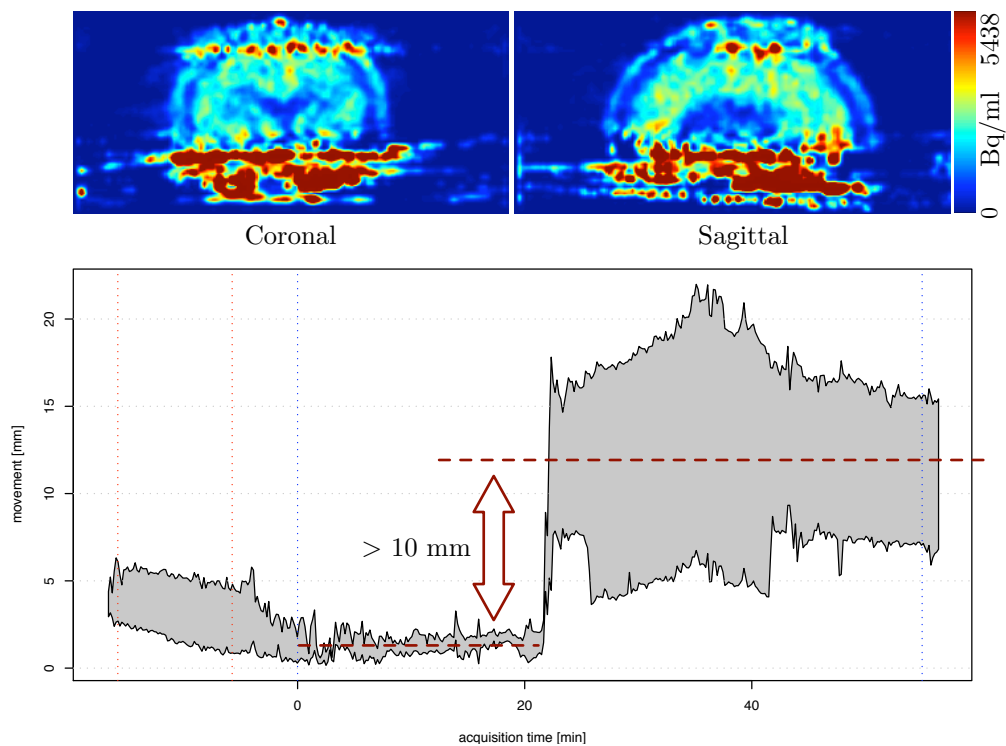 0 Bq/ml 5438
Coronal Sagittal
movement [mm]
20
15
10
5
0
> 10 mm
0 20 40
acquisition time [min]